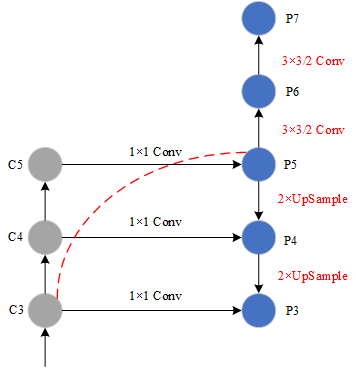 P7
3×3/2 Conv
P6
3×3/2 Conv
C5
1×1 Conv
P5
2×UpSample
C4
1×1 Conv
P4
2×UpSample
C3
1×1 Conv
P3